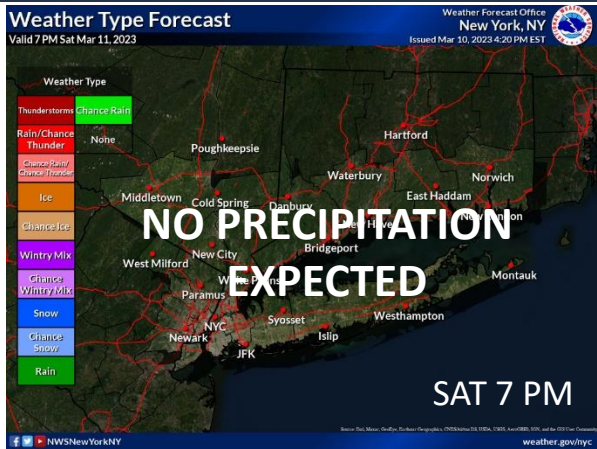 Weather Type Forecast
Valid 7 PM Sat Mar 11, 2023
Weather Forecast Office
New York, NY
Issued Mar 10, 2023 4:20 PM EST
Weather Type
Thunderstorms
Chance Rain
Rain/Chance
Thunder
None
Chance Rain/
Chance Thunder
Ice
Chance Ice
Wintry Mix
Chance
Wintry Mix
Snow
Chance
Snow
Rain
Hartford
Poughkeepsie
Waterbury
Norwich
Middletown
Cold Spring
Danbury
East Haddam
New London
NO PRECIPITATION
EXPECTED
New Haven
Bridgeport
West Milford
New City
White Plains
Montauk
Paramus
Syosset
Westhampton
NYC
Newark
Islip
JFK
SAT 7 PM
NWSNewYorkNY
weather.gov/nyc